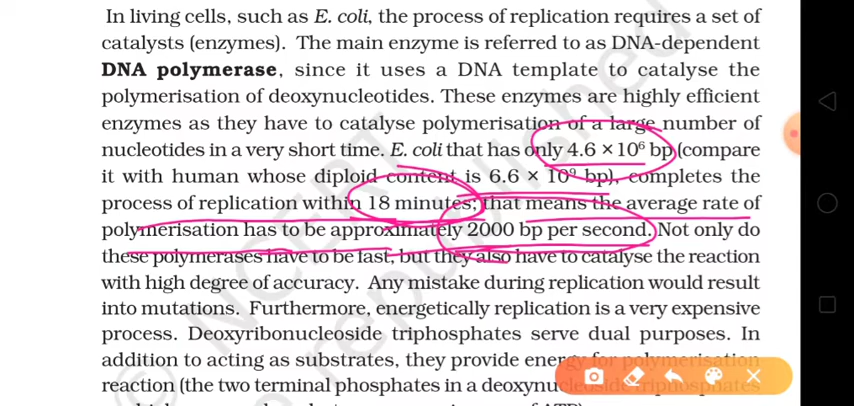 In living cells, such as E. coli, the process of replication requires a set of
catalysts (enzymes). The main enzyme is referred to as DNA-dependent
DNA polymerase, since it uses a DNA template to catalyse the
polymerisation of deoxynucleotides. These enzymes are highly efficient
enzymes as they have to catalyse polymerisation of a large number of
nucleotides in a very short time. E. coli that has only 4.6 × 10⁶ bp (compare
it with human whose diploid content is 6.6 × 10⁹ bp), completes the
process of replication within 18 minutes; that means the average rate of
polymerisation has to be approximately 2000 bp per second. Not only do
these polymerases have to be fast, but they also have to catalyse the reaction
with high degree of accuracy. Any mistake during replication would result
into mutations. Furthermore, energetically replication is a very expensive
process. Deoxyribonucleoside triphosphates serve dual purposes. In
addition to acting as substrates, they provide energy for polymerisation
reaction (the two terminal phosphates in a deoxynucleoside triphosphates
© NCERT
republished